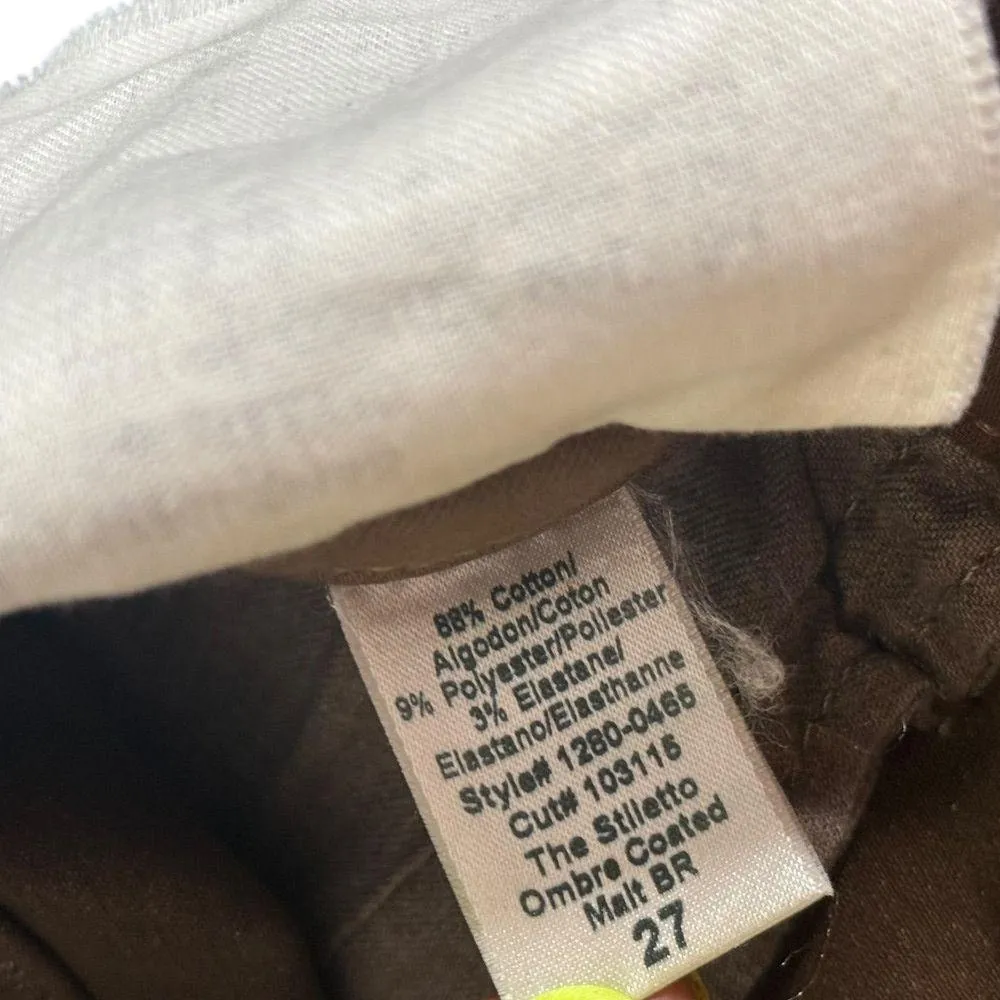 88% Cotton/
Algodon/Coton
9% Polyester/Poliester
3% Elastane/
Elastano/Elasthanne
Style# 1280-0465
Cut# 103116
The Stiletto
Ombre Coated
Malt BR
27